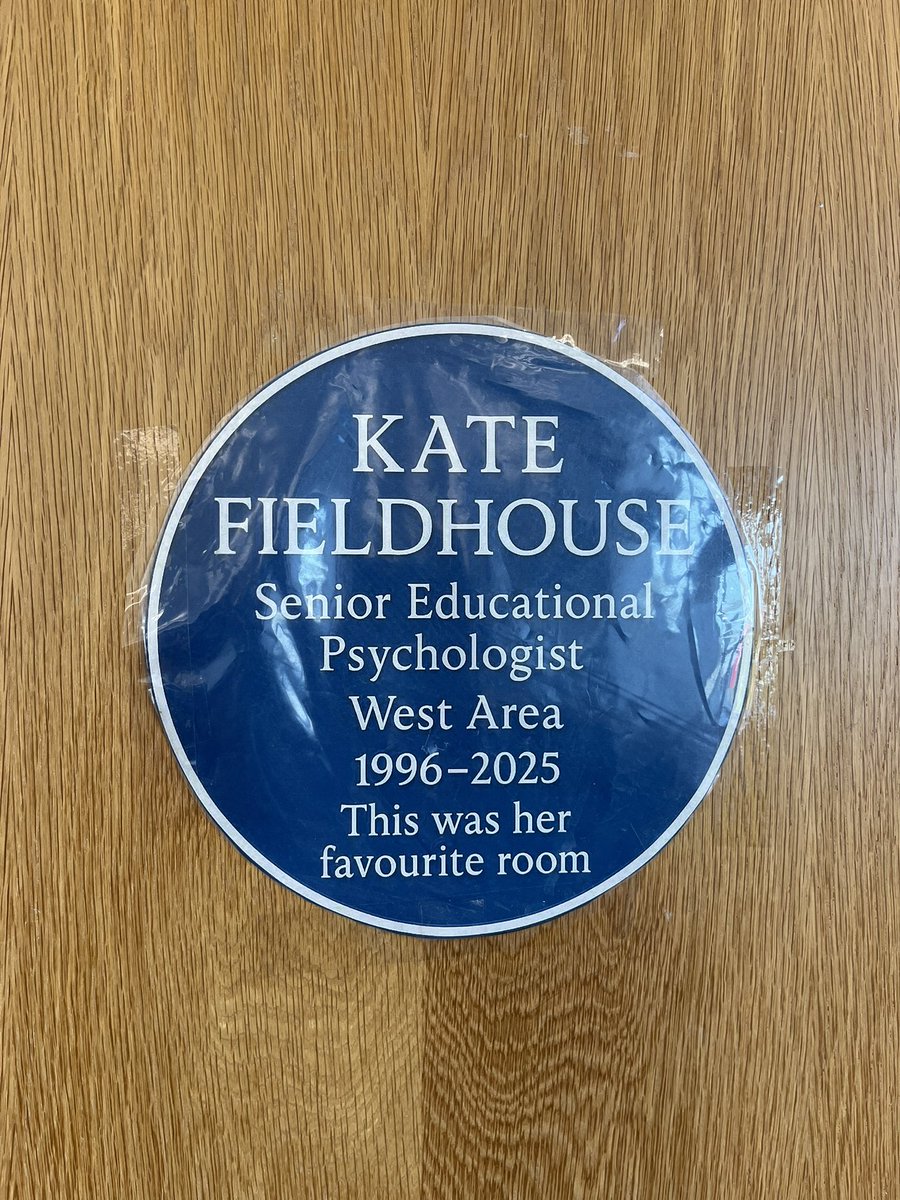 KATE
FIELDHOUSE
Senior Educational
Psychologist
West Area
1996–2025
This was her
favourite room